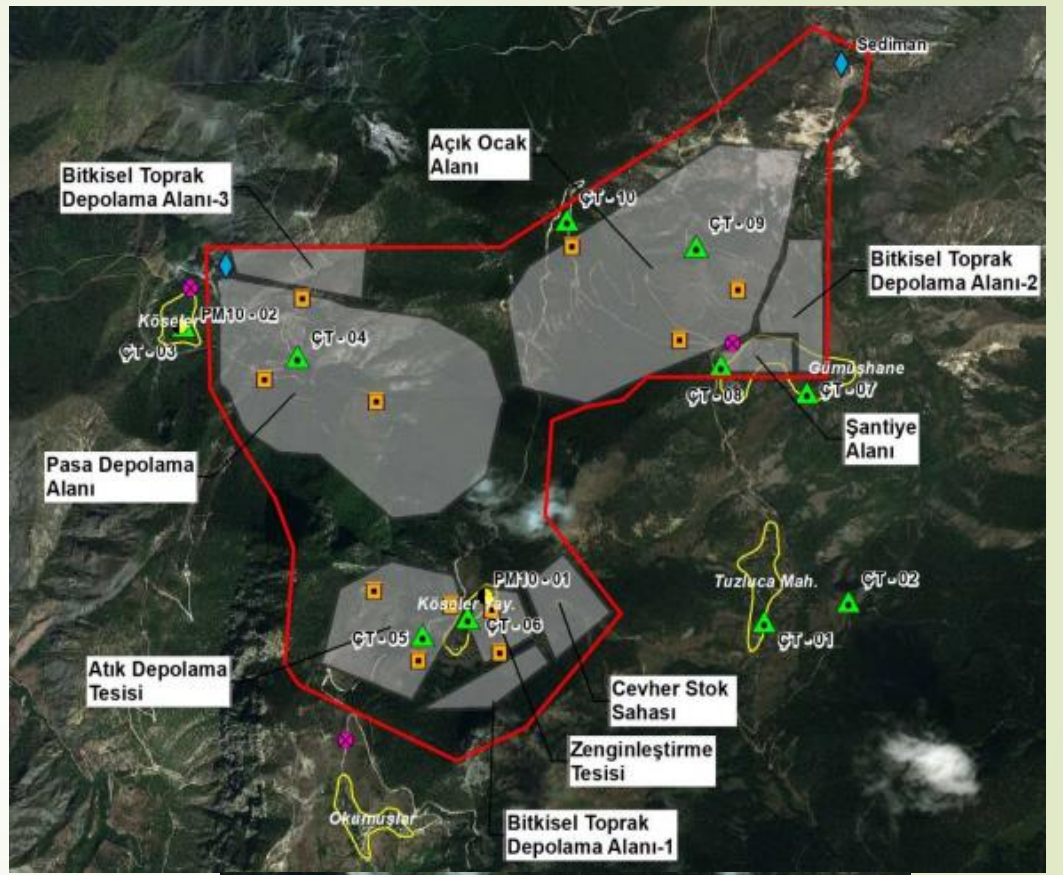 Sediman
Açık Ocak
Alanı
Bitkisel Toprak
Depolama Alanı-3
ÇT - 10
ÇT - 09
Bitkisel Toprak
Depolama Alanı-2
PM10 - 02
Köseler
ÇT - 03
ÇT - 04
Gümüşhane
ÇT - 08
ÇT - 07
Şantiye
Alanı
Pasa Depolama
Alanı
PM10 - 01
Tuzluca Mah.
ÇT - 02
Köseler Yay.
ÇT - 05
ÇT - 06
ÇT - 01
Atık Depolama
Tesisi
Cevher Stok
Sahası
Zenginleştirme
Tesisi
Okumuşlar
Bitkisel Toprak
Depolama Alanı-1